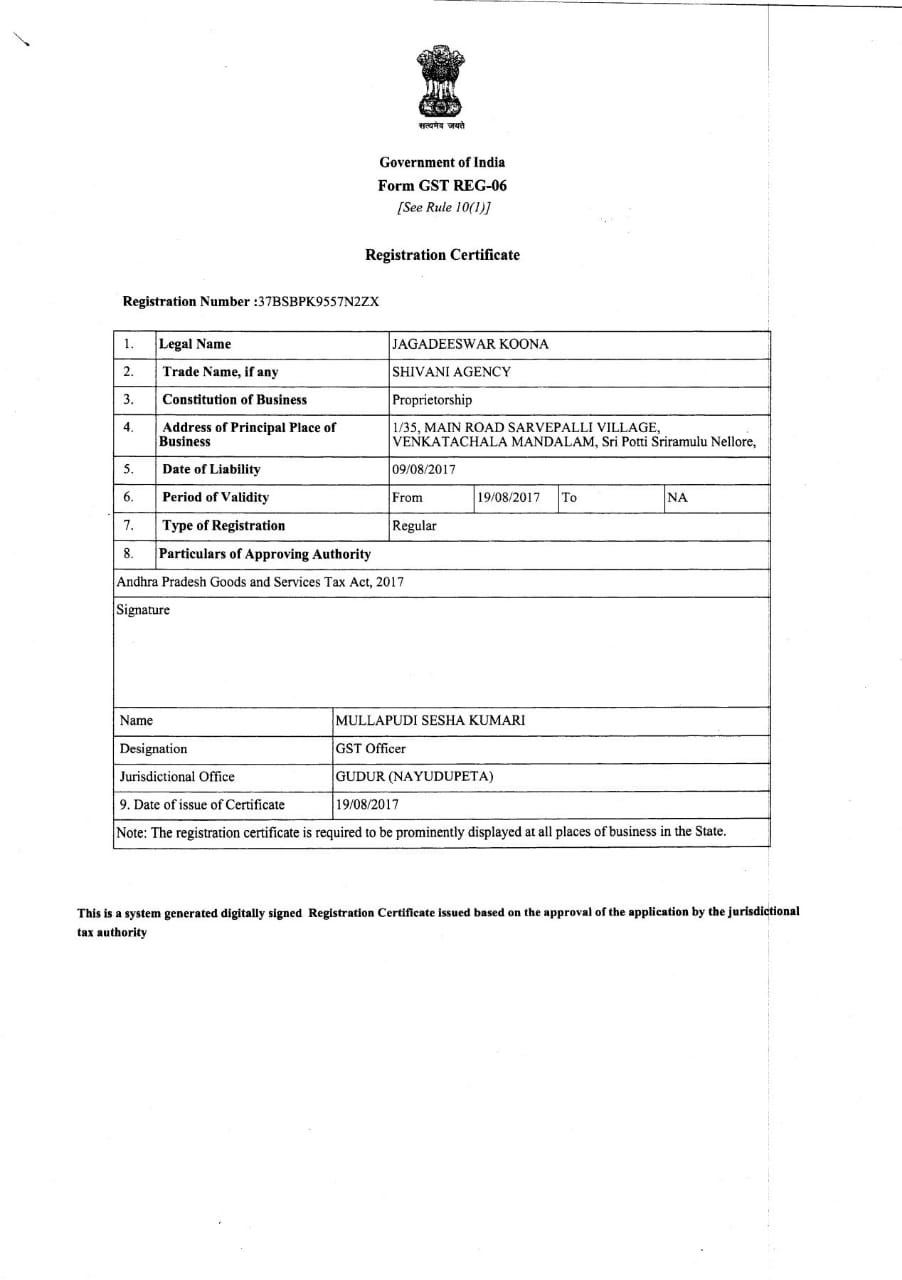 सत्यमेव जयते
Government of India
Form GST REG-06
[See Rule 10(1)]
Registration Certificate
Registration Number :37BSBPK9557N2ZX
1. Legal Name JAGADEESWAR KOONA
2. Trade Name, if any SHIVANI AGENCY
3. Constitution of Business Proprietorship
4. Address of Principal Place of Business 1/35, MAIN ROAD SARVEPALLI VILLAGE,
VENKATACHALA MANDALAM, Sri Potti Sriramulu Nellore,
5. Date of Liability 09/08/2017
6. Period of Validity From 19/08/2017 To NA
7. Type of Registration Regular
8. Particulars of Approving Authority
Andhra Pradesh Goods and Services Tax Act, 2017
Signature
Name MULLAPUDI SESHA KUMARI
Designation GST Officer
Jurisdictional Office GUDUR (NAYUDUPETA)
9. Date of issue of Certificate 19/08/2017
Note: The registration certificate is required to be prominently displayed at all places of business in the State.
This is a system generated digitally signed Registration Certificate issued based on the approval of the application by the jurisdictional
tax authority